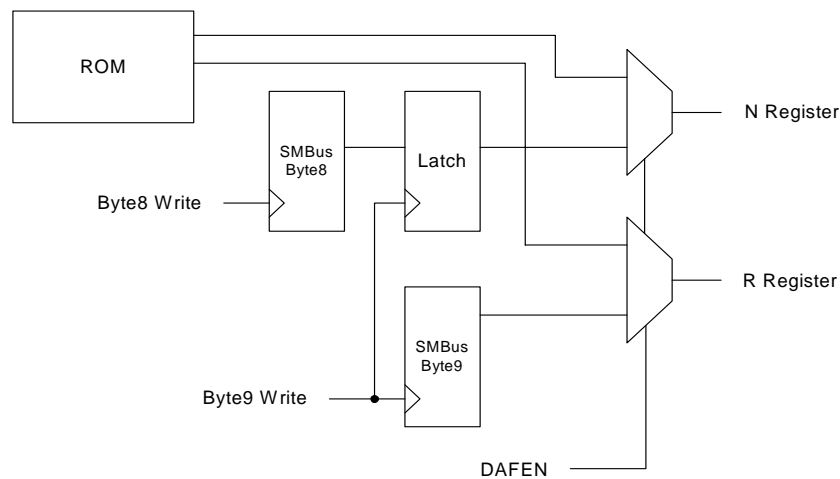 ROM
N Register
SMBus
Byte8
Latch
Byte8 Write
R Register
SMBus
Byte9
Byte9 Write
DAFEN